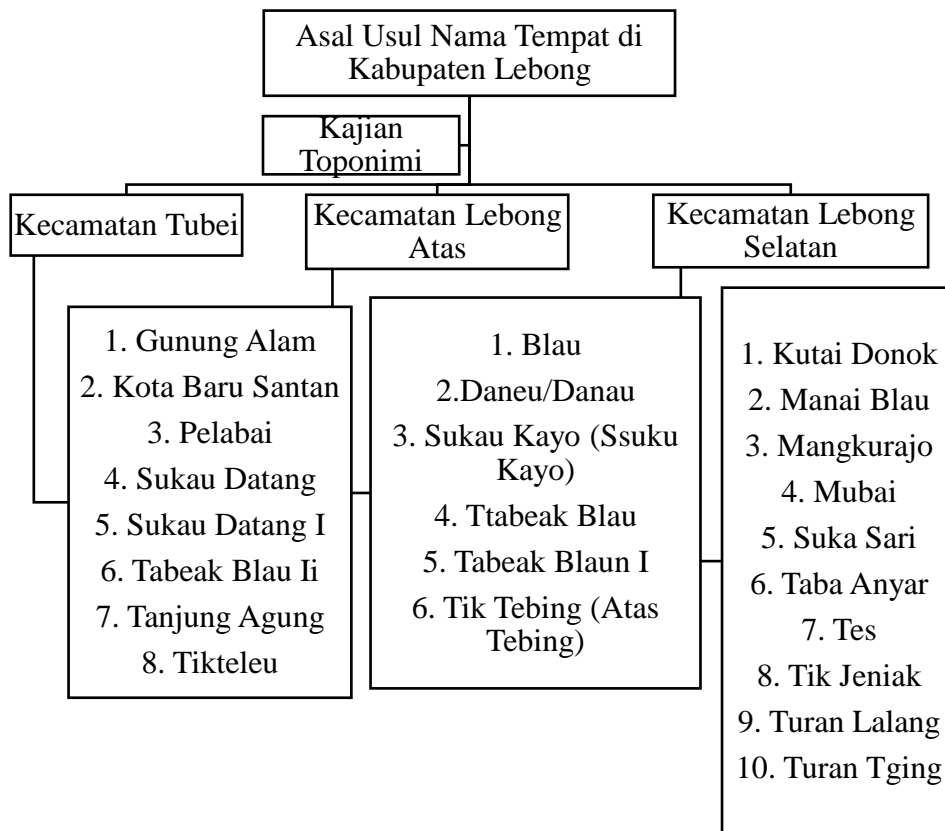 Asal Usul Nama Tempat di
Kabupaten Lebong
Kajian
Toponimi
Kecamatan Tubei
Kecamatan Lebong
Atas
Kecamatan Lebong
Selatan
1. Gunung Alam
2. Kota Baru Santan
3. Pelabai
4. Sukau Datang
5. Sukau Datang I
6. Tabeak Blau Ii
7. Tanjung Agung
8. Tikteleu
1. Blau
2.Daneu/Danau
3. Sukau Kayo (Ssuku
Kayo)
4. Ttabeak Blau
5. Tabeak Blaun I
6. Tik Tebing (Atas
Tebing)
1. Kutai Donok
2. Manai Blau
3. Mangkurajo
4. Mubai
5. Suka Sari
6. Taba Anyar
7. Tes
8. Tik Jeniak
9. Turan Lalang
10. Turan Tging